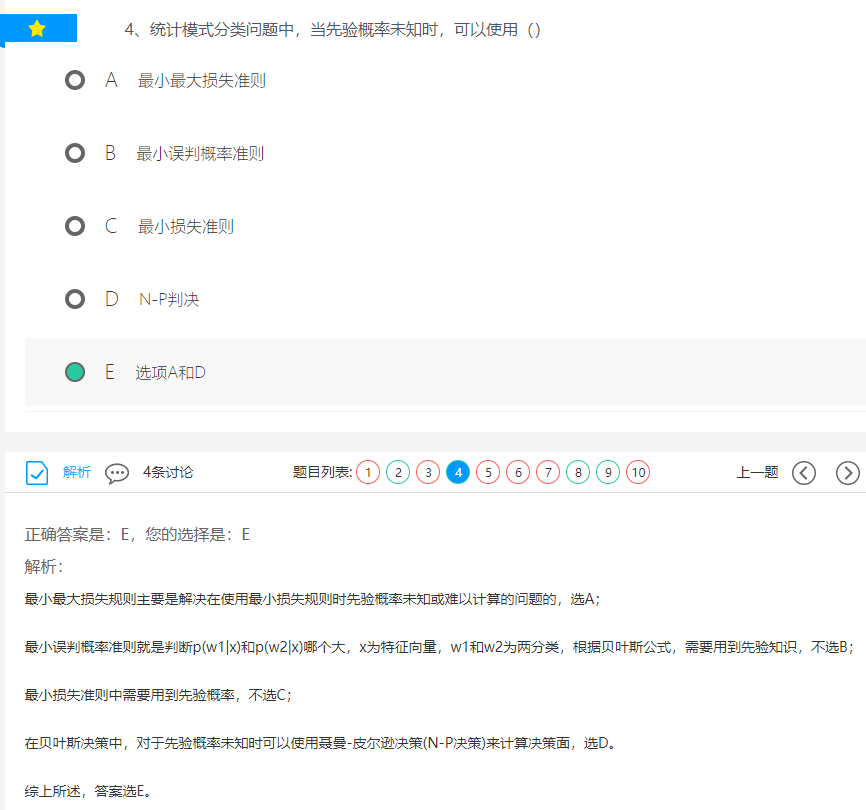 4、统计模式分类问题中，当先验概率未知时，可以使用（）
A 最小最大损失准则
B 最小误判概率准则
C 最小损失准则
D N-P判决
E 选项A和D
解析 4条讨论 题目列表: 1 2 3 4 5 6 7 8 9 10 上一题
正确答案是：E，您的选择是：E
解析：
最小最大损失规则主要是解决在使用最小损失规则时先验概率未知或难以计算的问题的，选A；
最小误判概率准则就是判断p(w1|x)和p(w2|x)哪个大，x为特征向量，w1和w2为两分类，根据贝叶斯公式，需要用到先验知识，不选B；
最小损失准则中需要用到先验概率，不选C；
在贝叶斯决策中，对于先验概率未知时可以使用聂曼-皮尔逊决策(N-P决策)来计算决策面，选D。
综上所述，答案选E。